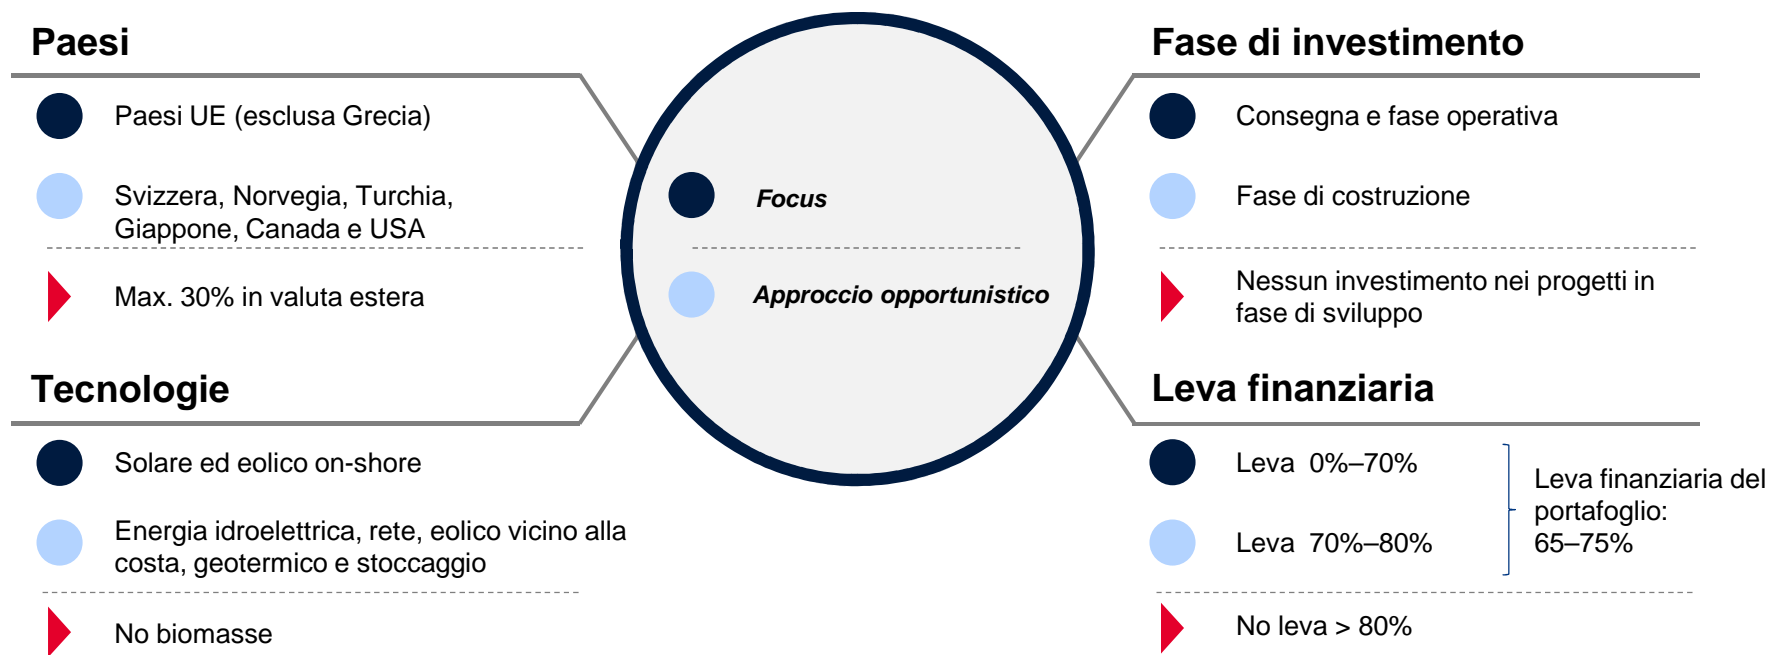 Paesi
Paesi UE (esclusa Grecia)
Svizzera, Norvegia, Turchia,
Giappone, Canada e USA
Max. 30% in valuta estera
Tecnologie
Solare ed eolico on-shore
Energia idroelettrica, rete, eolico vicino alla
costa, geotermico e stoccaggio
No biomasse
Focus
Approccio opportunistico
Fase di investimento
Consegna e fase operativa
Fase di costruzione
Nessun investimento nei progetti in
fase di sviluppo
Leva finanziaria
Leva 0%–70%
Leva 70%–80%
Leva finanziaria del
portafoglio:
65–75%
No leva > 80%